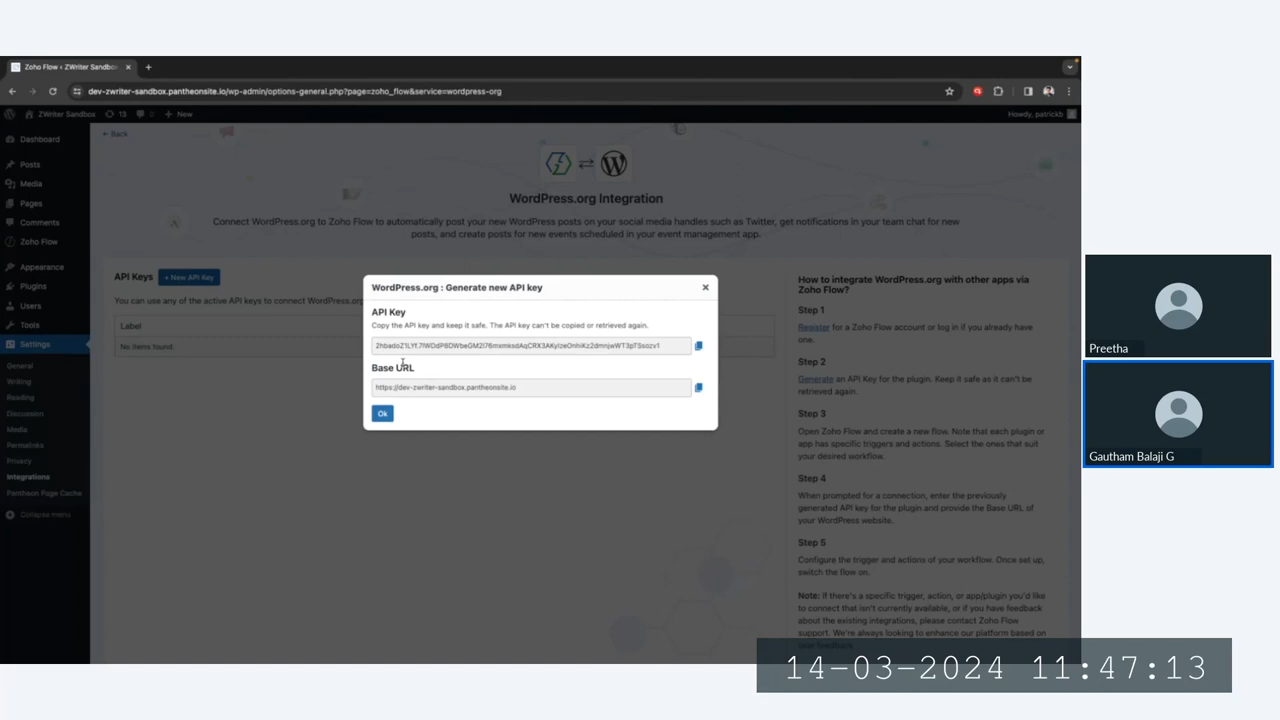 Zoho Flow ‹ ZWriter Sandbo
dev-zwriter-sandbox.pantheonsite.io/wp-admin/options-general.php?page=zoho_flow&service=wordpress-org
ZWriter Sandbox
13
2
+ New
Howdy, patrickb
Dashboard
Posts
Media
Pages
Comments
Zoho Flow
Appearance
Plugins
Users
Tools
Settings
General
Writing
Reading
Discussion
Media
Permalinks
Privacy
Integrations
Pantheon Page Cache
Collapse menu
← Back
WordPress.org Integration
Connect WordPress.org to Zoho Flow to automatically post your new WordPress posts on your social media handles such as Twitter, get notifications in your team chat for new
posts, and create posts for new events scheduled in your event management app.
API Keys
+ New API Key
You can use any of the active API keys to connect WordPress.org
Label
No items found.
WordPress.org : Generate new API key
API Key
Copy the API key and keep it safe. The API key can't be copied or retrieved again.
Base URL
https://dev-zwriter-sandbox.pantheonsite.io
Ok
How to integrate WordPress.org with other apps via
Zoho Flow?
Step 1
Register for a Zoho Flow account or log in if you already have
one.
Step 2
Generate an API Key for the plugin. Keep it safe as it can't be
retrieved again.
Step 3
Open Zoho Flow and create a new flow. Note that each plugin or
app has specific triggers and actions. Select the ones that suit
your desired workflow.
Step 4
When prompted for a connection, enter the previously
generated API key for the plugin and provide the Base URL of
your WordPress website.
Step 5
Configure the trigger and actions of your workflow. Once set up,
switch the flow on.
Note: If there's a specific trigger, action, or app/plugin you'd like
to connect that isn't currently available, or if you have feedback
about the existing integrations, please contact Zoho Flow
support. We're always looking to enhance our platform based on
Preetha
Gautham Balaji G
14-03-2024 11:47:13